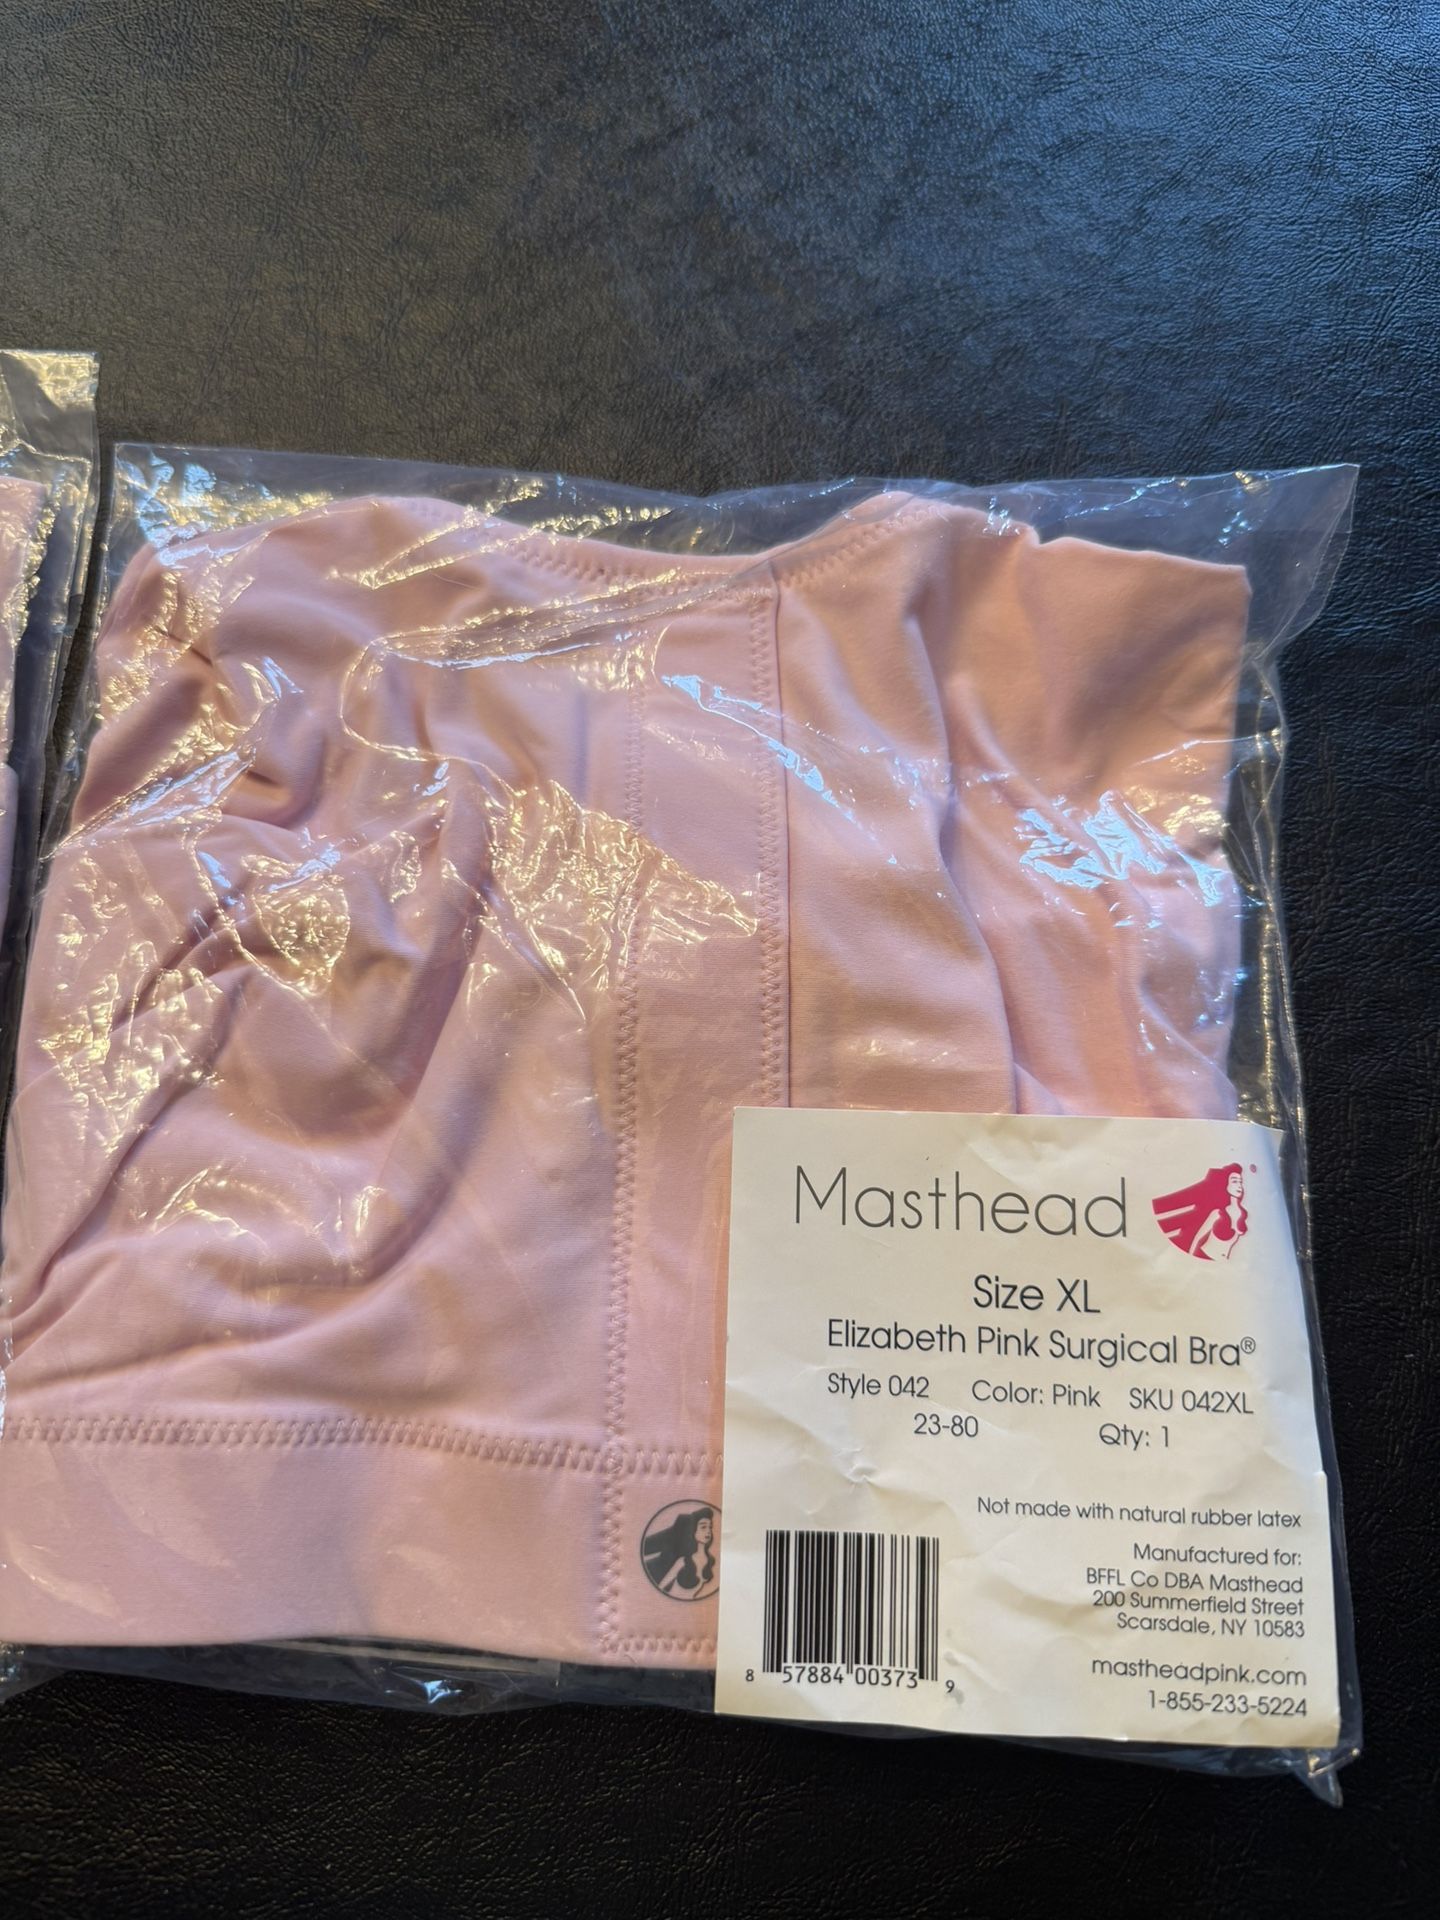 Masthead ®
Size XL
Elizabeth Pink Surgical Bra®
Style 042 Color: Pink SKU 042XL
23-80 Qty: 1
Not made with natural rubber latex
Manufactured for:
BFFL Co DBA Masthead
200 Summerfield Street
Scarsdale, NY 10583
mastheadpink.com
1-855-233-5224
8 57884 00373 9